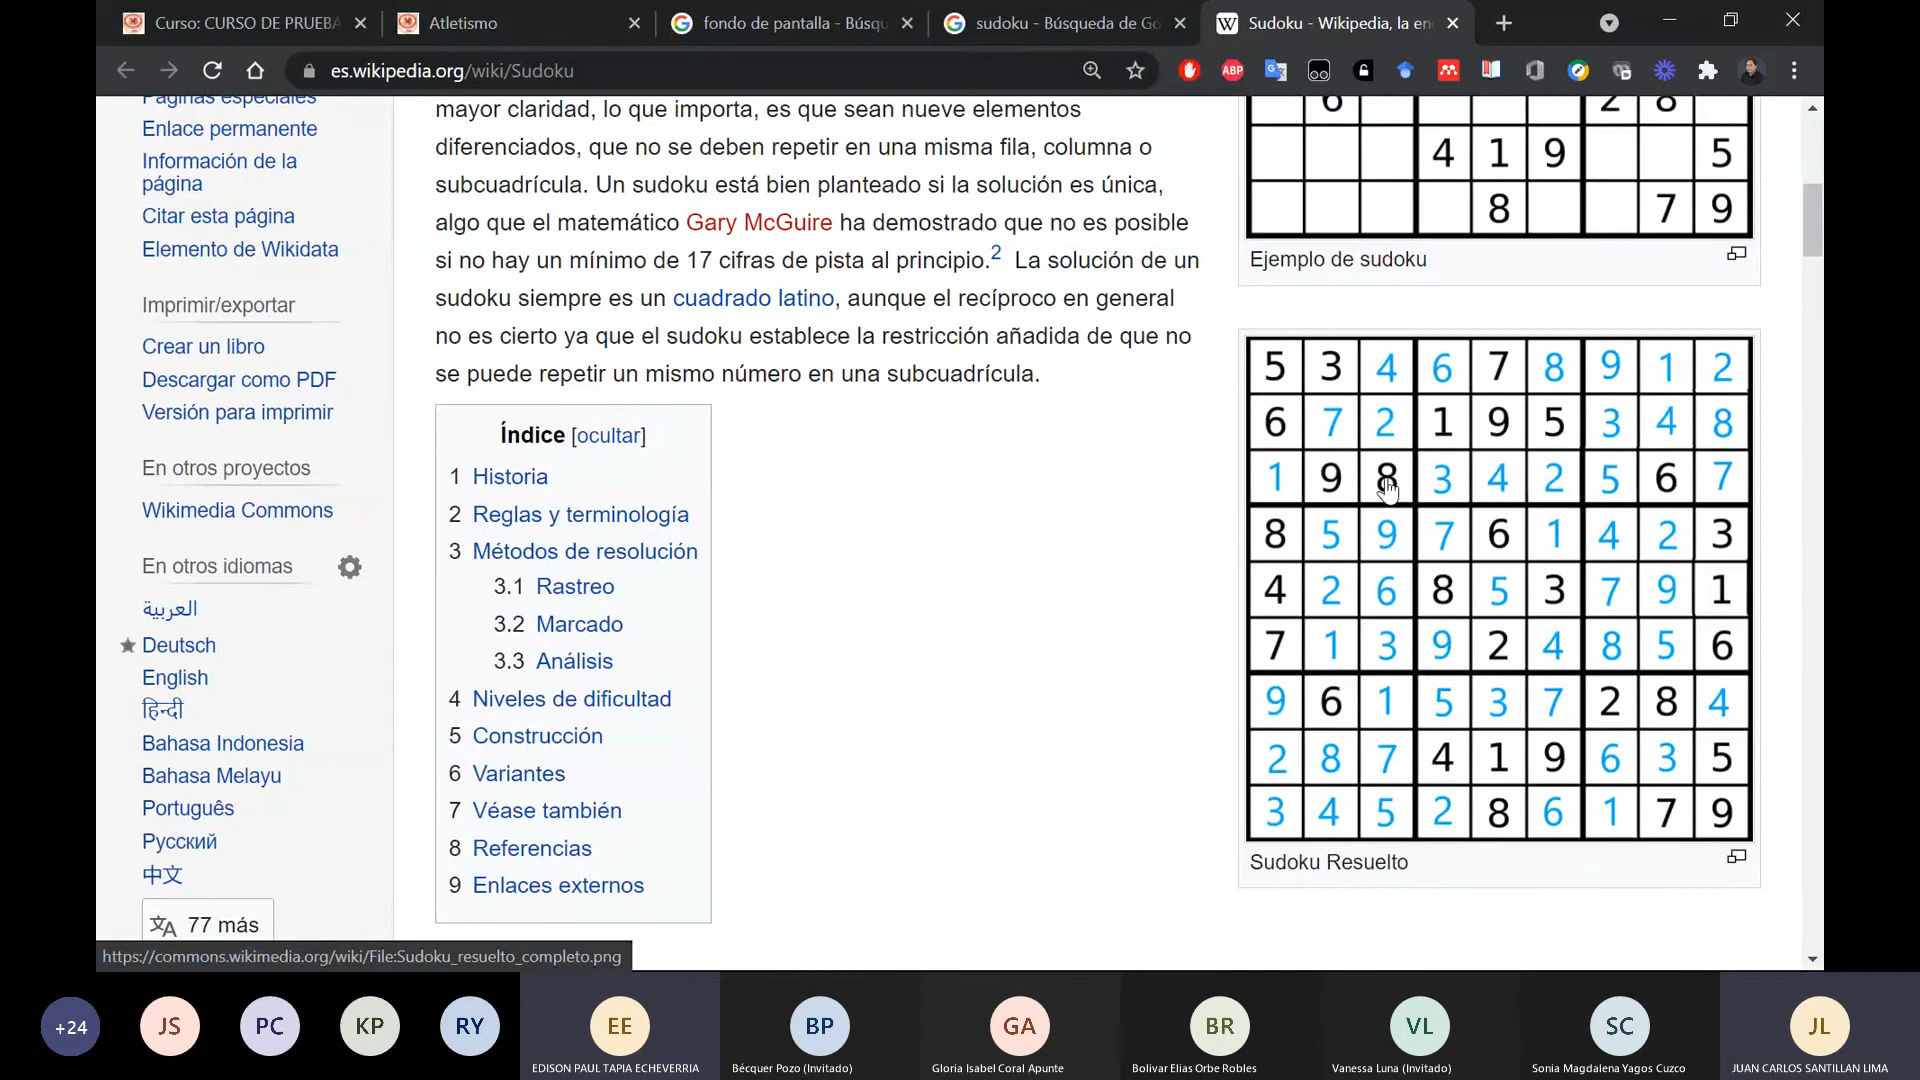 Curso: CURSO DE PRUEBA
Atletismo
fondo de pantalla - Búsqu
sudoku - Búsqueda de Go
Sudoku - Wikipedia, la en
es.wikipedia.org/wiki/Sudoku
Páginas especiales
Enlace permanente
Información de la
página
Citar esta página
Elemento de Wikidata
Imprimir/exportar
Crear un libro
Descargar como PDF
Versión para imprimir
En otros proyectos
Wikimedia Commons
En otros idiomas
العربية
Deutsch
English
हिन्दी
Bahasa Indonesia
Bahasa Melayu
Português
Русский
中文
77 más
mayor claridad, lo que importa, es que sean nueve elementos
diferenciados, que no se deben repetir en una misma fila, columna o
subcuadrícula. Un sudoku está bien planteado si la solución es única,
algo que el matemático Gary McGuire ha demostrado que no es posible
si no hay un mínimo de 17 cifras de pista al principio.2 La solución de un
sudoku siempre es un cuadrado latino, aunque el recíproco en general
no es cierto ya que el sudoku establece la restricción añadida de que no
se puede repetir un mismo número en una subcuadrícula.
Índice [ocultar]
1 Historia
2 Reglas y terminología
3 Métodos de resolución
3.1 Rastreo
3.2 Marcado
3.3 Análisis
4 Niveles de dificultad
5 Construcción
6 Variantes
7 Véase también
8 Referencias
9 Enlaces externos
6 2 8
4 1 9 5
8 7 9
Ejemplo de sudoku
5 3 4 6 7 8 9 1 2
6 7 2 1 9 5 3 4 8
1 9 8 3 4 2 5 6 7
8 5 9 7 6 1 4 2 3
4 2 6 8 5 3 7 9 1
7 1 3 9 2 4 8 5 6
9 6 1 5 3 7 2 8 4
2 8 7 4 1 9 6 3 5
3 4 5 2 8 6 1 7 9
Sudoku Resuelto
https://commons.wikimedia.org/wiki/File:Sudoku_resuelto_completo.png
+24
JS
PC
KP
RY
EE
EDISON PAUL TAPIA ECHEVERRIA
BP
Bécquer Pozo (Invitado)
GA
Gloria Isabel Coral Apunte
BR
Bolivar Elias Orbe Robles
VL
Vanessa Luna (Invitado)
SC
Sonia Magdalena Yagos Cuzco
JL
JUAN CARLOS SANTILLAN LIMA
ABP